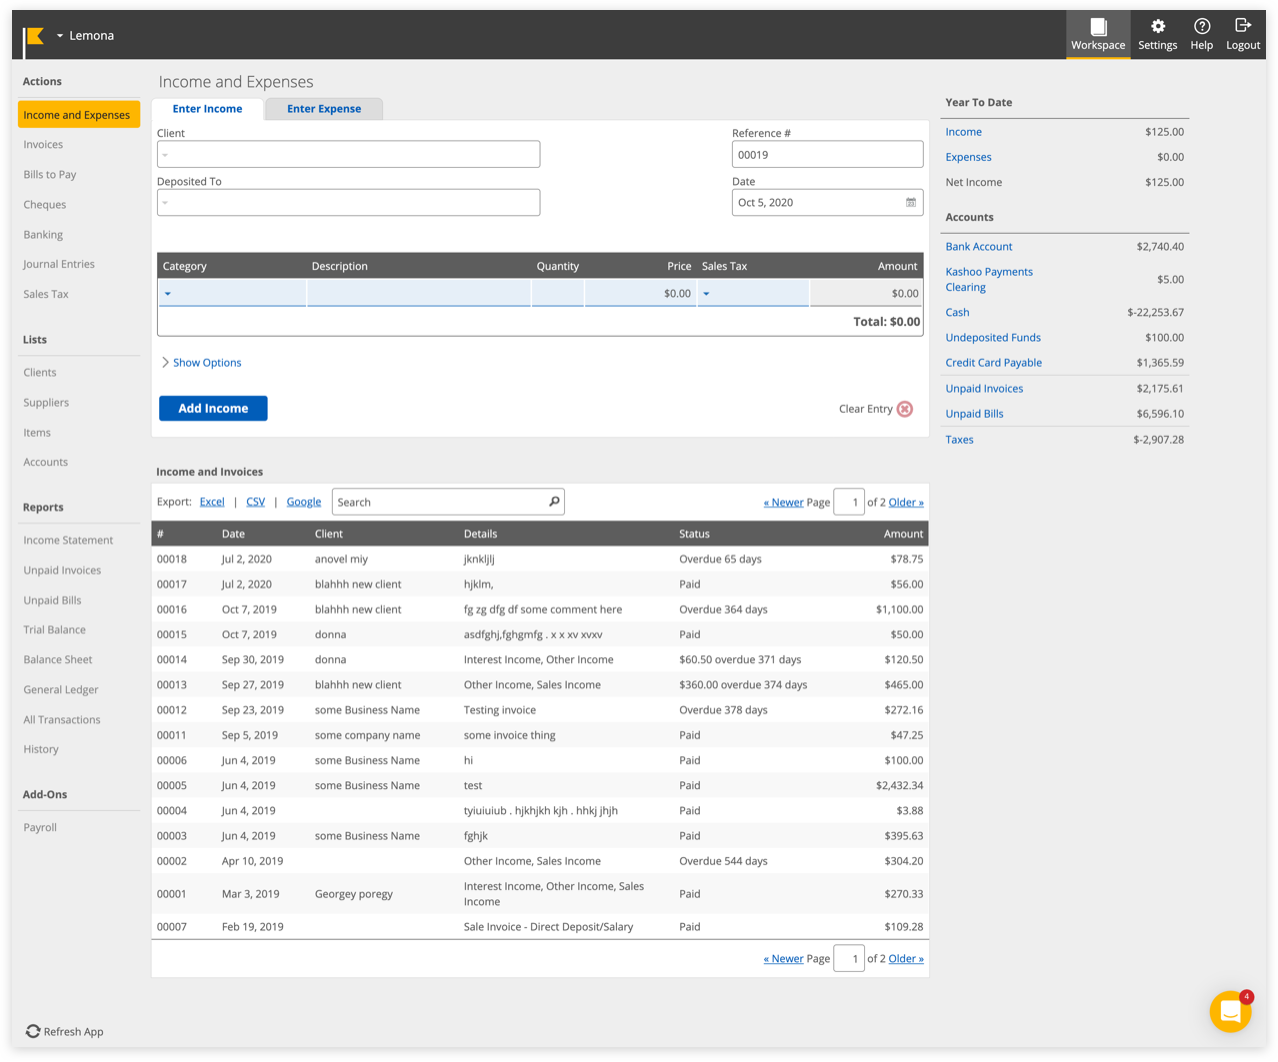 Lemona
Workspace
Settings
Help
Logout
Actions
Income and Expenses
Invoices
Bills to Pay
Cheques
Banking
Journal Entries
Sales Tax
Lists
Clients
Suppliers
Items
Accounts
Reports
Income Statement
Unpaid Invoices
Unpaid Bills
Trial Balance
Balance Sheet
General Ledger
All Transactions
History
Add-Ons
Payroll
Refresh App
Income and Expenses
Enter Income
Enter Expense
Client
Reference #
00019
Deposited To
Date
Oct 5, 2020
Category Description Quantity Price Sales Tax Amount
$0.00 $0.00
Total: $0.00
Show Options
Add Income
Clear Entry
Income and Invoices
Export: Excel | CSV | Google Search « Newer Page 1 of 2 Older »
# Date Client Details Status Amount
00018 Jul 2, 2020 anovel miy jknkljlj Overdue 65 days $78.75
00017 Jul 2, 2020 blahhh new client hjklm, Paid $56.00
00016 Oct 7, 2019 blahhh new client fg zg dfg df some comment here Overdue 364 days $1,100.00
00015 Oct 7, 2019 donna asdfghj,fghgmfg . x x xv xvxv Paid $50.00
00014 Sep 30, 2019 donna Interest Income, Other Income $60.50 overdue 371 days $120.50
00013 Sep 27, 2019 blahhh new client Other Income, Sales Income $360.00 overdue 374 days $465.00
00012 Sep 23, 2019 some Business Name Testing invoice Overdue 378 days $272.16
00011 Sep 5, 2019 some company name some invoice thing Paid $47.25
00006 Jun 4, 2019 some Business Name hi Paid $100.00
00005 Jun 4, 2019 some Business Name test Paid $2,432.34
00004 Jun 4, 2019 tyiuiuiub . hjkhjkh kjh . hhkj jhjh Paid $3.88
00003 Jun 4, 2019 some Business Name fghjk Paid $395.63
00002 Apr 10, 2019 Other Income, Sales Income Overdue 544 days $304.20
00001 Mar 3, 2019 Georgey poregy Interest Income, Other Income, Sales Paid $270.33
Income
00007 Feb 19, 2019 Sale Invoice - Direct Deposit/Salary Paid $109.28
« Newer Page 1 of 2 Older »
Year To Date
Income $125.00
Expenses $0.00
Net Income $125.00
Accounts
Bank Account $2,740.40
Kashoo Payments
Clearing $5.00
Cash $-22,253.67
Undeposited Funds $100.00
Credit Card Payable $1,365.59
Unpaid Invoices $2,175.61
Unpaid Bills $6,596.10
Taxes $-2,907.28
4